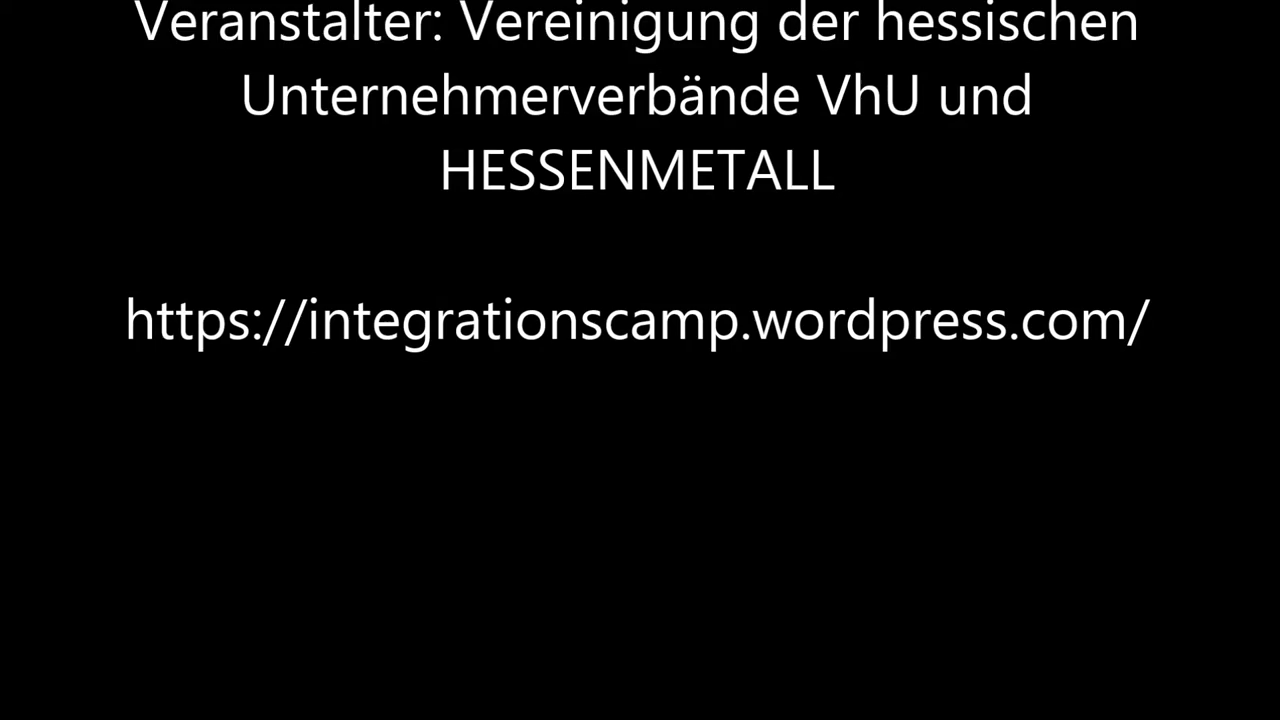 Veranstalter: Vereinigung der hessischen
Unternehmerverbände VhU und
HESSENMETALL
https://integrationscamp.wordpress.com/